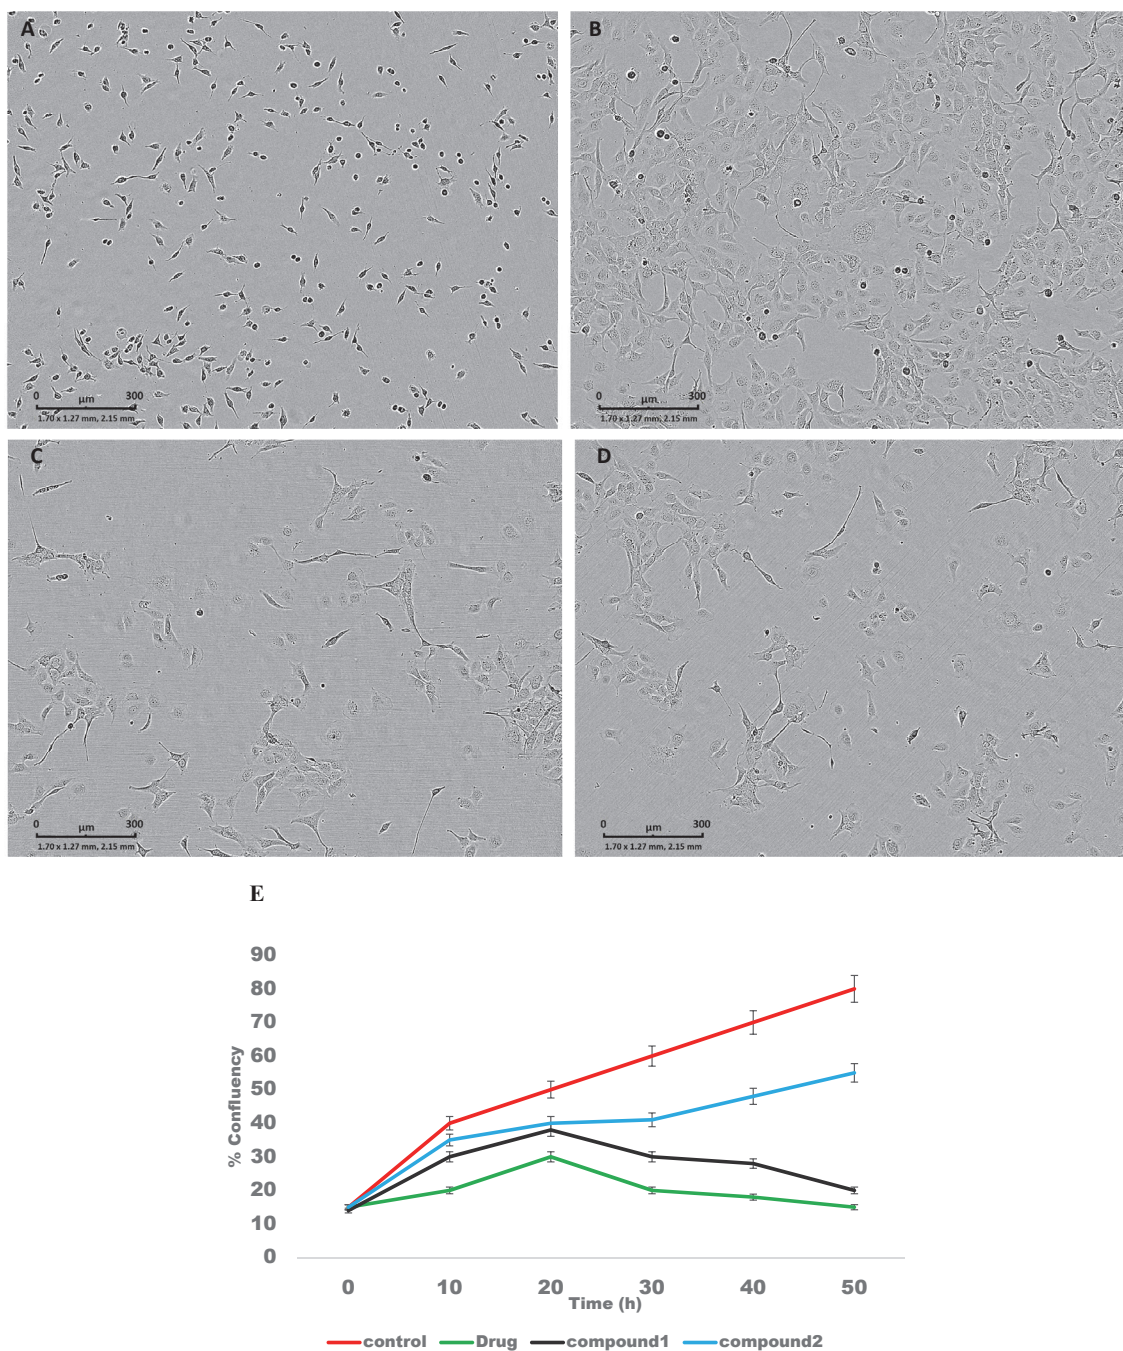 A
B
0 µm 300
1.70 x 1.27 mm, 2.15 mm
0 µm 300
1.70 x 1.27 mm, 2.15 mm
C
D
0 µm 300
1.70 x 1.27 mm, 2.15 mm
0 µm 300
1.70 x 1.27 mm, 2.15 mm
E
90
80
70
60
50
40
30
20
10
0
% Confluency
0 10 20 30 40 50
Time (h)
control Drug compound1 compound2